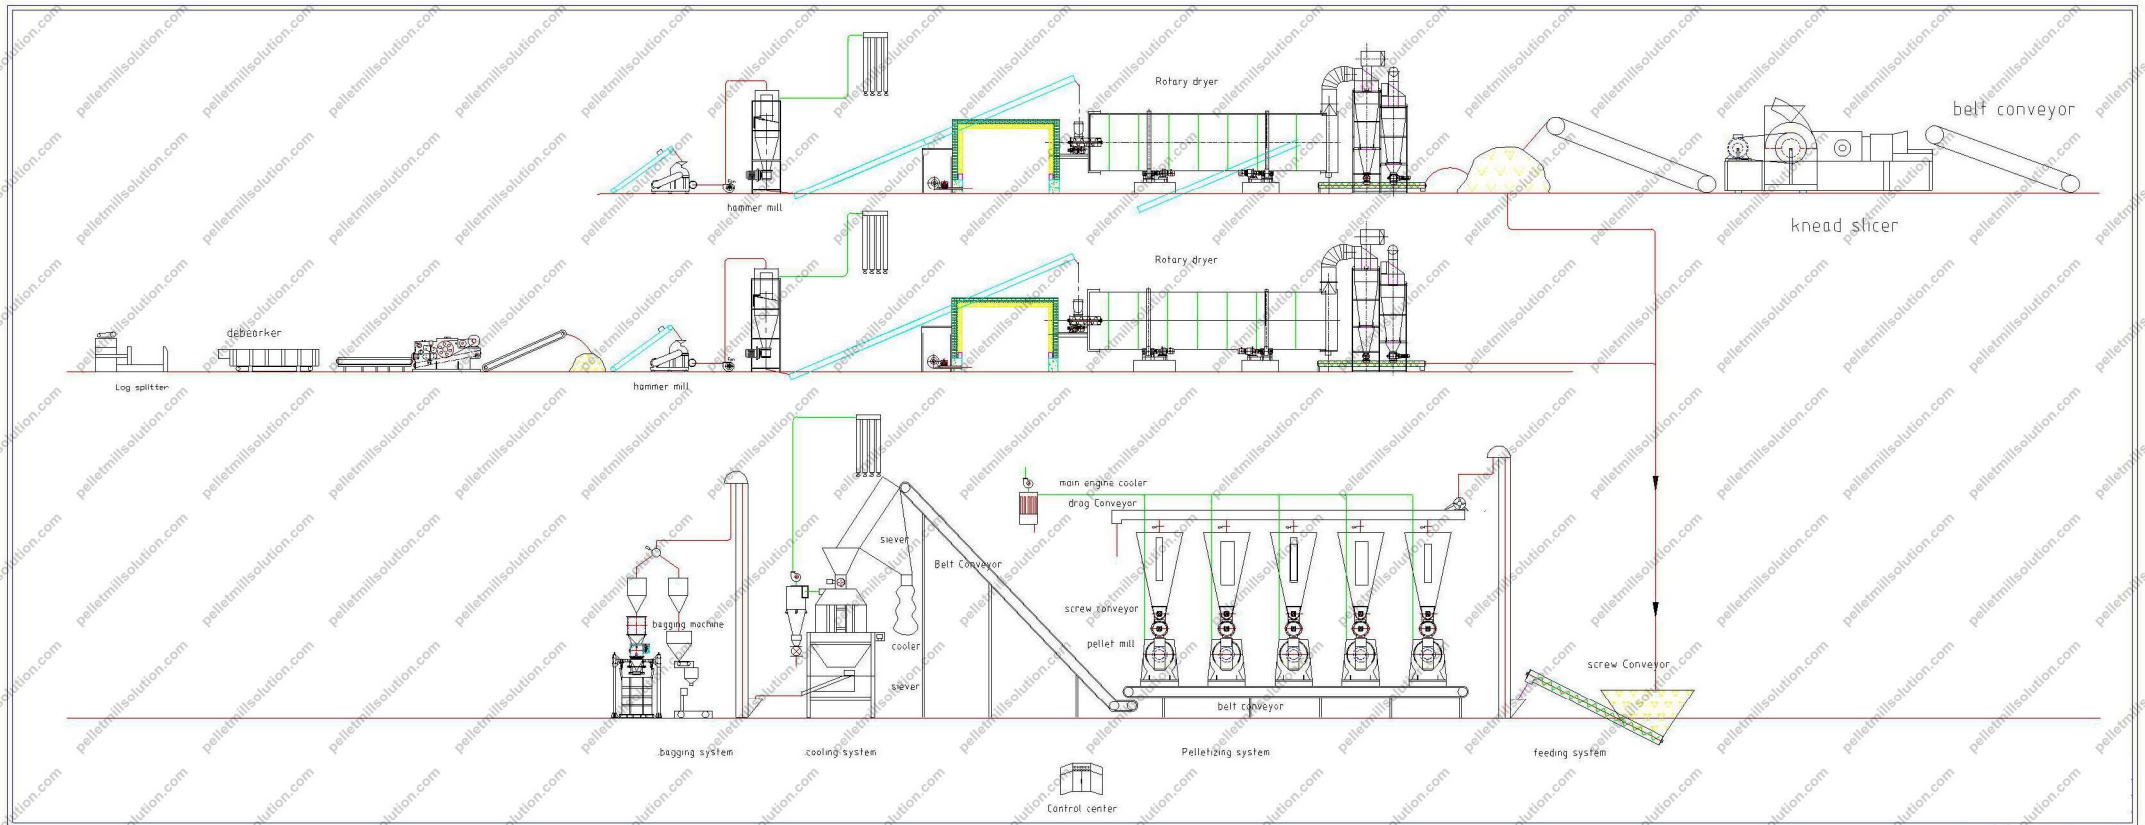 Rotary dryer
belt conveyor
hammer mill
knead slicer
Rotary dryer
debearker
Log splitter
hammer mill
main engine cooler
drag Conveyor
siever
Belt Conveyor
screw conveyor
bagging machine
pellet mill
cooler
screw Conveyor
siever
belt conveyor
bagging system
cooling system
Pelletizing system
feeding system
Control center
pelletmillsolution.com